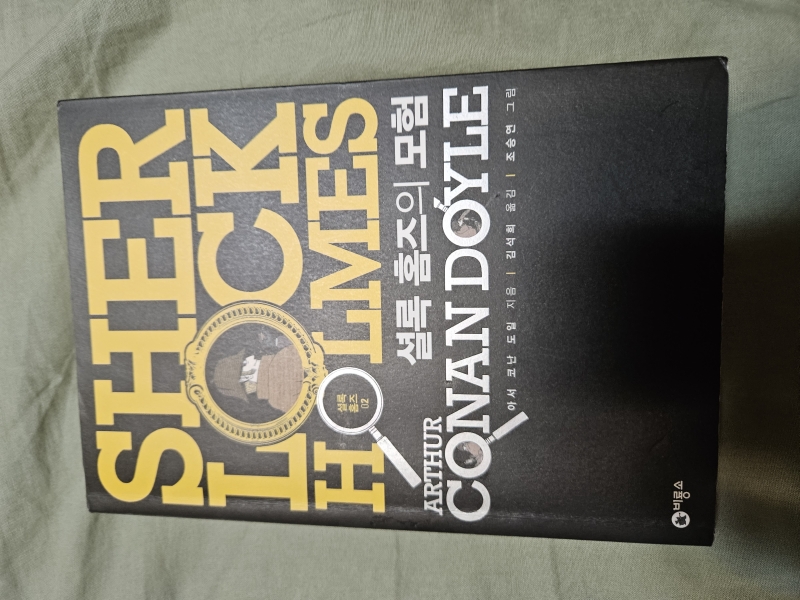 SHER
LOCK
HOLMES
셜록
홈즈
02
셜록 홈즈의 모험
ARTHUR
CONAN DOYLE
아서 코난 도일 지음 | 김석희 옮김 | 조승연 그림
비룡소